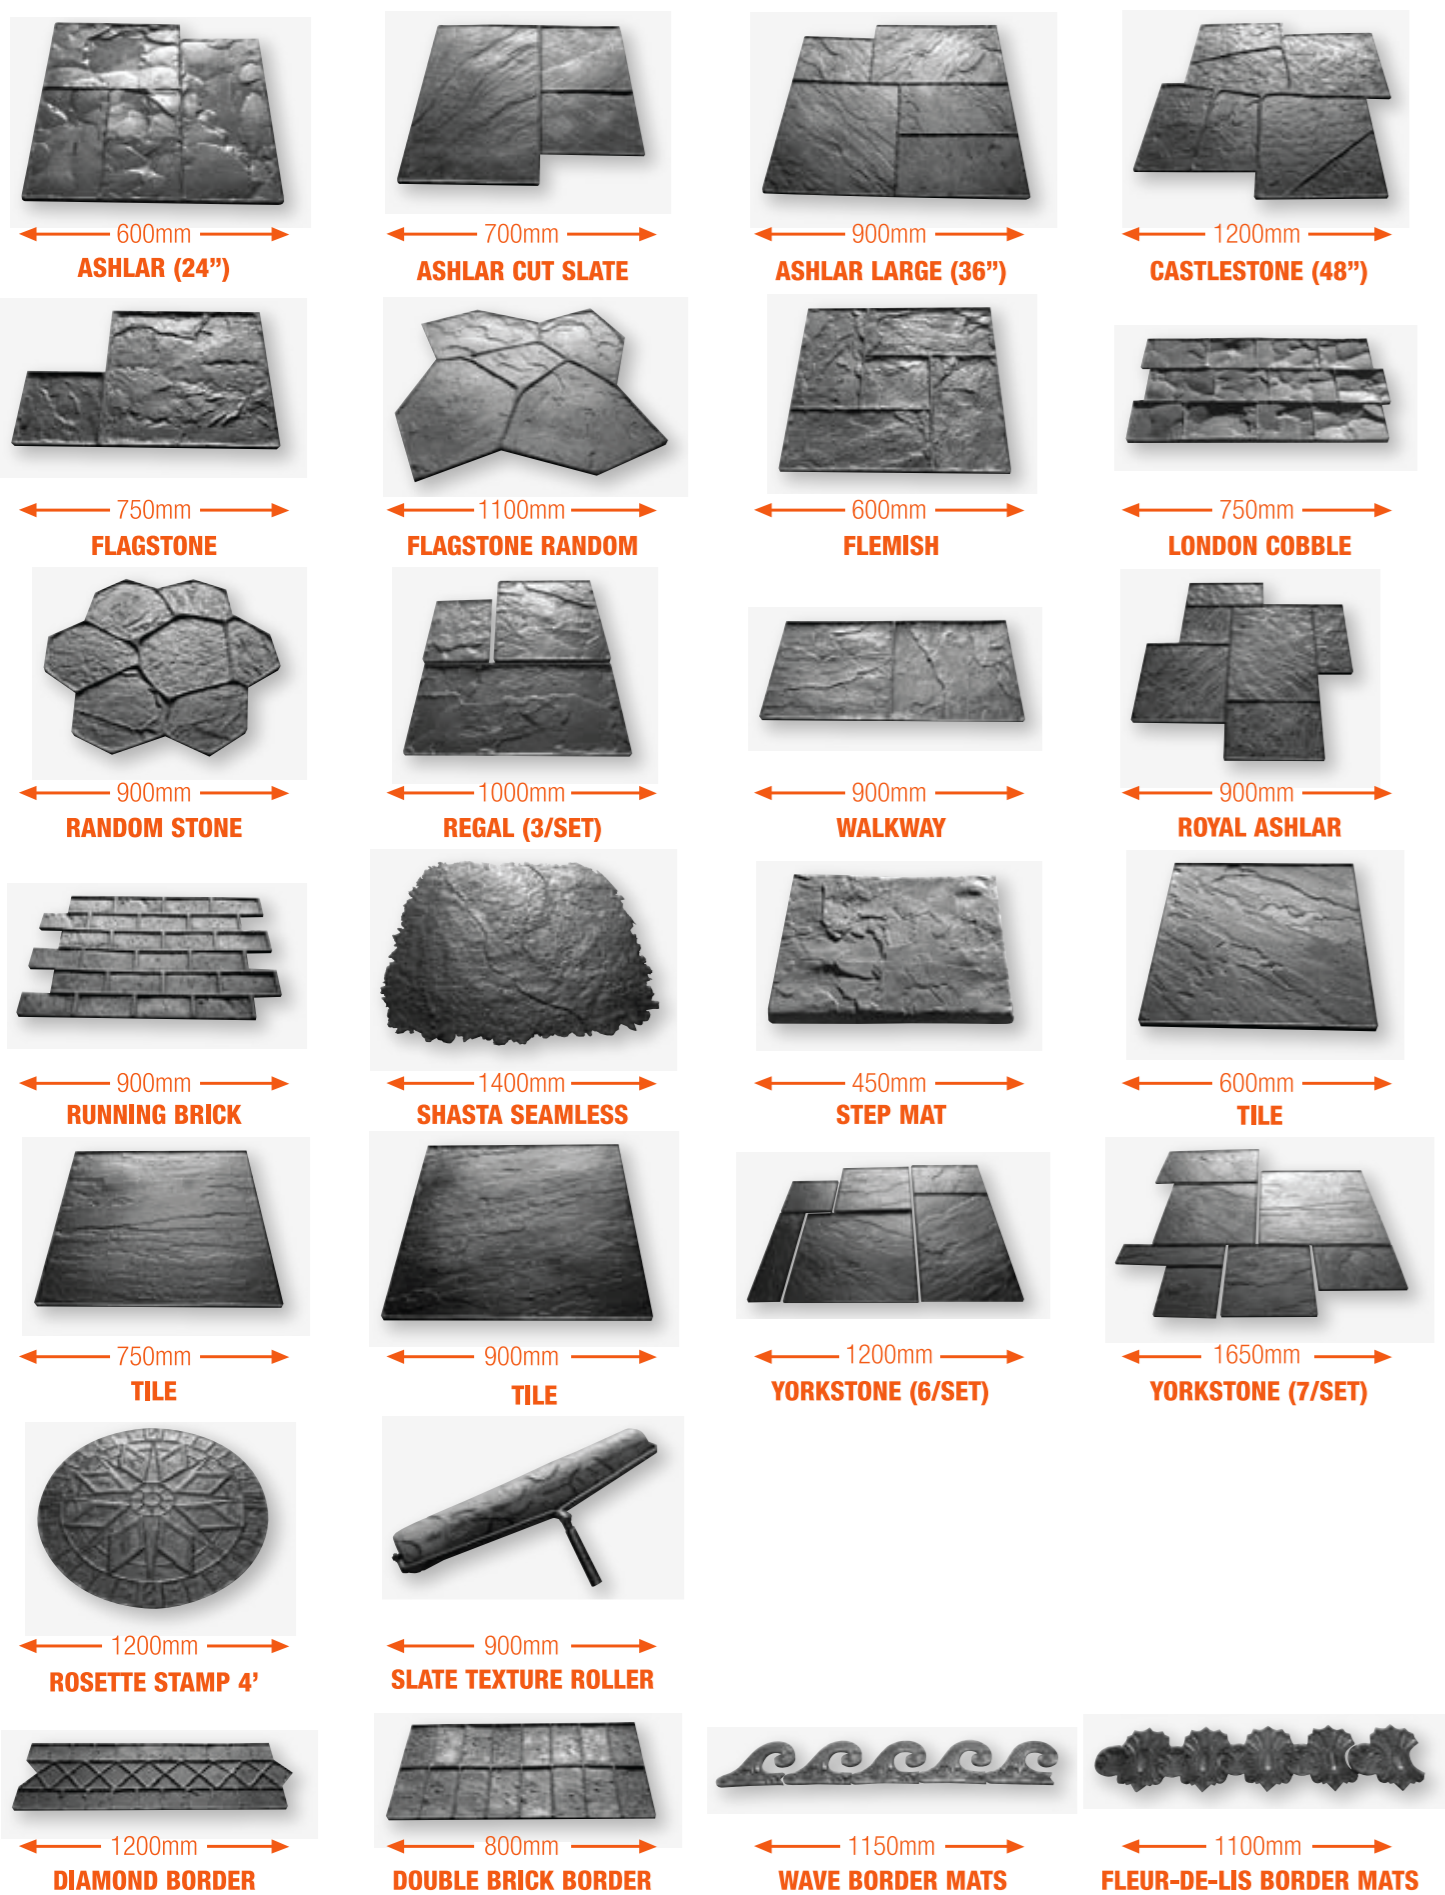 600mm
700mm
900mm
1200mm
ASHLAR (24”)
ASHLAR CUT SLATE
ASHLAR LARGE (36”)
CASTLESTONE (48”)
750mm
1100mm
600mm
750mm
FLAGSTONE
FLAGSTONE RANDOM
FLEMISH
LONDON COBBLE
900mm
1000mm
900mm
900mm
RANDOM STONE
REGAL (3/SET)
WALKWAY
ROYAL ASHLAR
900mm
1400mm
450mm
600mm
RUNNING BRICK
SHASTA SEAMLESS
STEP MAT
TILE
750mm
900mm
1200mm
1650mm
TILE
TILE
YORKSTONE (6/SET)
YORKSTONE (7/SET)
1200mm
900mm
ROSETTE STAMP 4’
SLATE TEXTURE ROLLER
1200mm
800mm
1150mm
1100mm
DIAMOND BORDER
DOUBLE BRICK BORDER
WAVE BORDER MATS
FLEUR-DE-LIS BORDER MATS